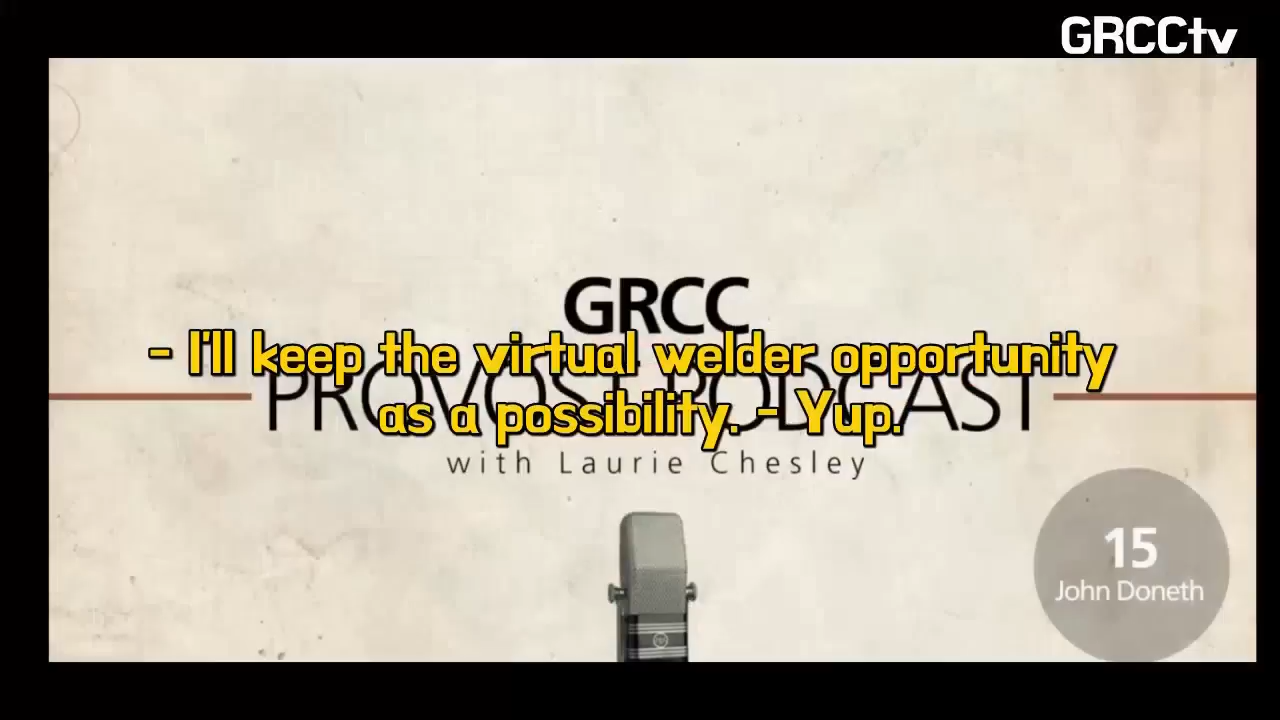 GRCCtv
GRCC
- I'll keep the virtual welder opportunity
PROVOST PODCAST
as a possibility. - Yup.
with Laurie Chesley
15
John Doneth